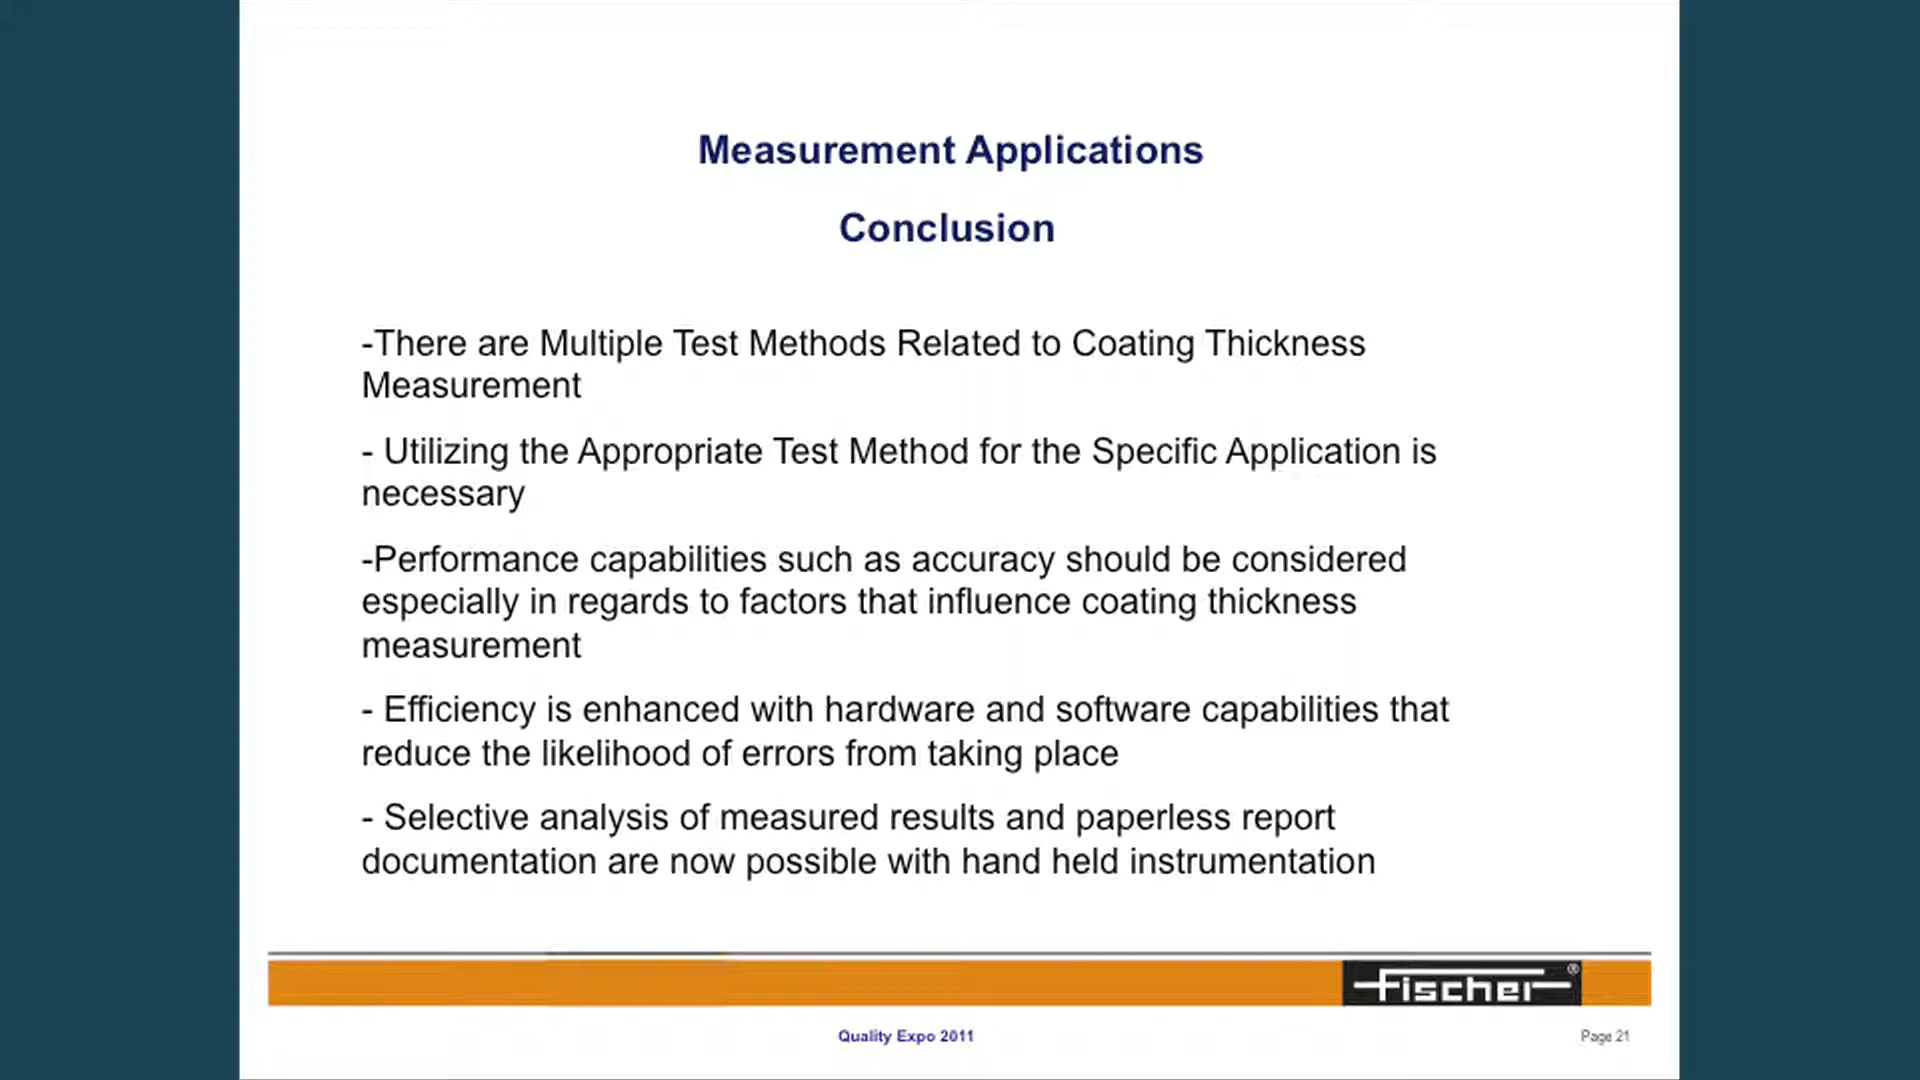 Measurement Applications
Conclusion
-There are Multiple Test Methods Related to Coating Thickness
Measurement
- Utilizing the Appropriate Test Method for the Specific Application is
necessary
-Performance capabilities such as accuracy should be considered
especially in regards to factors that influence coating thickness
measurement
- Efficiency is enhanced with hardware and software capabilities that
reduce the likelihood of errors from taking place
- Selective analysis of measured results and paperless report
documentation are now possible with hand held instrumentation
fischer®
Quality Expo 2011
Page 21